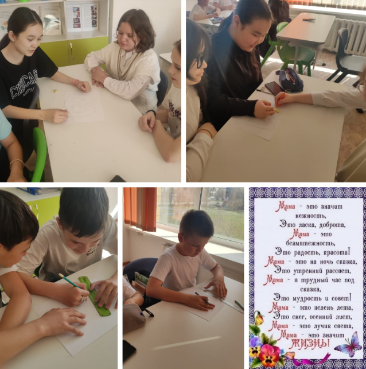 Мама - это значит
нежность,
Это ласка, доброта,
Мама - это
безмятежность,
Это радость, красота!
Мама - это на ночь сказка,
Это утренний рассвет,
Мама - в трудный час под
сказка,
Это мудрость и совет!
Мама - это зелень лета,
Это снег, осенний лист,
Мама - это лучик света,
Мама - это значит
ЖИЗНЬ!